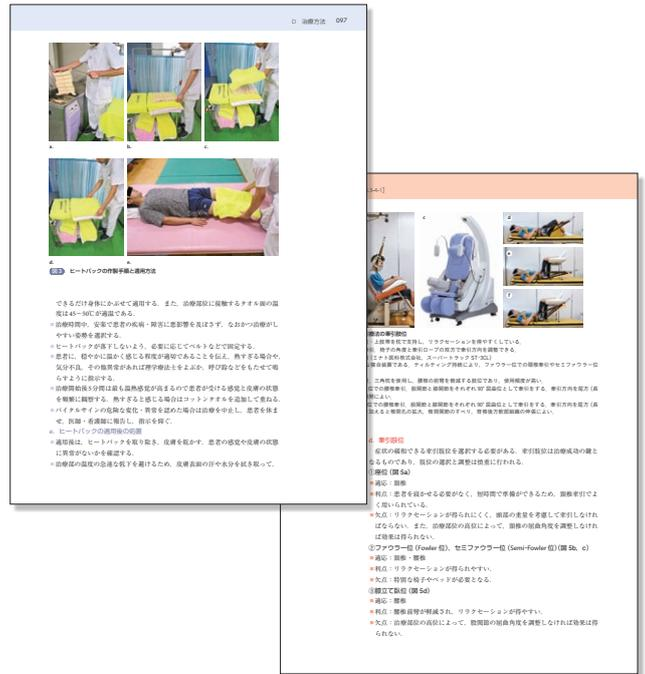 D 治療方法 097
a.
b.
c.
d.
e.
図3 ヒートパックの作製手順と適用方法
できるだけ身体にかぶせて適用する．また，治療部位に接触するタオル面の温
度は45～50℃が適温である．
治療時間中，安楽で患者の疾病・障害に悪影響を及ぼさず，なおかつ治療がし
やすい姿勢を選択する．
ヒートパックが落下しないよう，必要に応じてベルトなどで固定する．
患者に，穏やかに温かく感じる程度が適切であることを伝え，熱すぎる場合や，
気分不良，その他異常があれば理学療法士をよぶか，呼び鈴などをもたせて鳴
らすように指示する．
治療開始後5分間は最も温熱感覚が高まるので患者が受ける感覚と皮膚の状態
を頻繁に観察する．熱すぎると感じる場合はコットンタオルを追加して重ねる．
バイタルサインの危険な変化・異常を認めた場合は治療を中止し，患者を休ま
せ，医師・看護師に報告し，指示を仰ぐ．
e. ヒートパックの適用後の処置
適用後は，ヒートパックを取り除き，皮膚を乾かす．患者の感覚や皮膚の状態
に異常がないかを確認する．
治療部の温度の急速な低下を避けるため，皮膚表面の汗や水分を拭き取って，
c
d
e
f
療法の牽引肢位
d. 牽引肢位
症状の緩和できる牽引肢位を選択する必要がある．牽引肢位は治療成功の鍵と
なるものであり，肢位の選択と調整は慎重に行われる．
①座位（図5a）
適応：頸椎
利点：患者を寝かせる必要がなく，短時間で準備ができるため，頸椎牽引でよ
く用いられている．
欠点：リラクセーションが得られにくく，頭部の重量を考慮して牽引しなけれ
ばならない．また，治療部位の高位によって，頸椎の屈曲角度を調整しなけれ
ば効果は得られない．
②ファウラー位（Fowler 位），セミファウラー位（Semi-Fowler 位）（図5b，c）
適応：頸椎・腰椎
利点：リラクセーションが得られやすい．
欠点：特別な椅子やベッドが必要となる．
③膝立て臥位（図5d）
適応：腰椎
利点：腰椎前弯が軽減され，リラクセーションが得やすい．
欠点：治療部位の高位によって，股関節の屈曲角度を調整しなければ効果は得
られない．